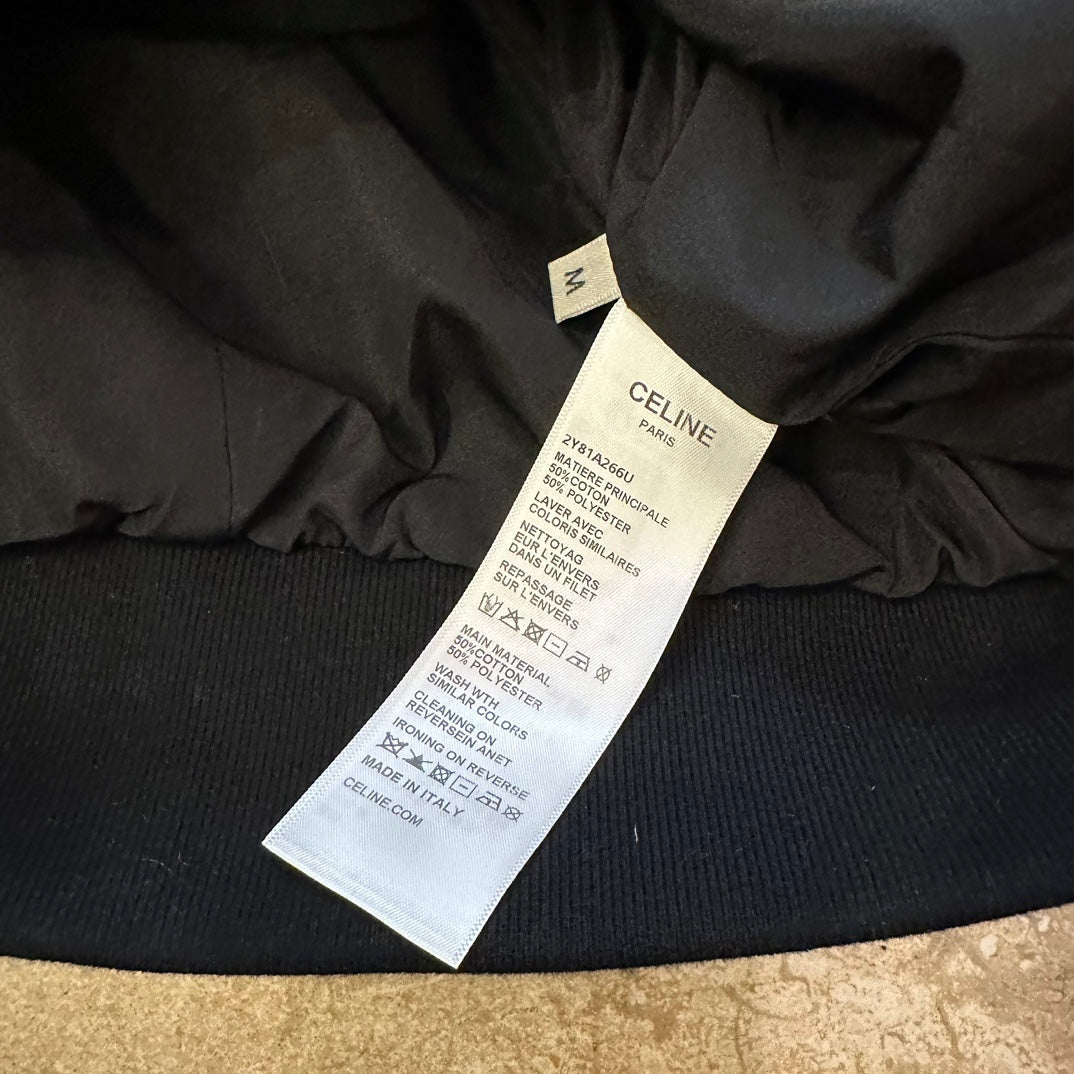 M
CELINE
PARIS
2Y81A266U
MATIERE PRINCIPALE
50%COTON
50% POLYESTER
LAVER AVEC
COLORIS SIMILAIRES
NETTOYAG
EUR L'ENVERS
DANS UN FILET
REPASSAGE
SUR L'ENVERS
MAIN MATERIAL
50%COTTON
50% POLYESTER
WASH WTH
SIMILAR COLORS
CLEANING ON
REVERSEIN ANET
IRONING ON REVERSE
MADE IN ITALY
CELINE.COM